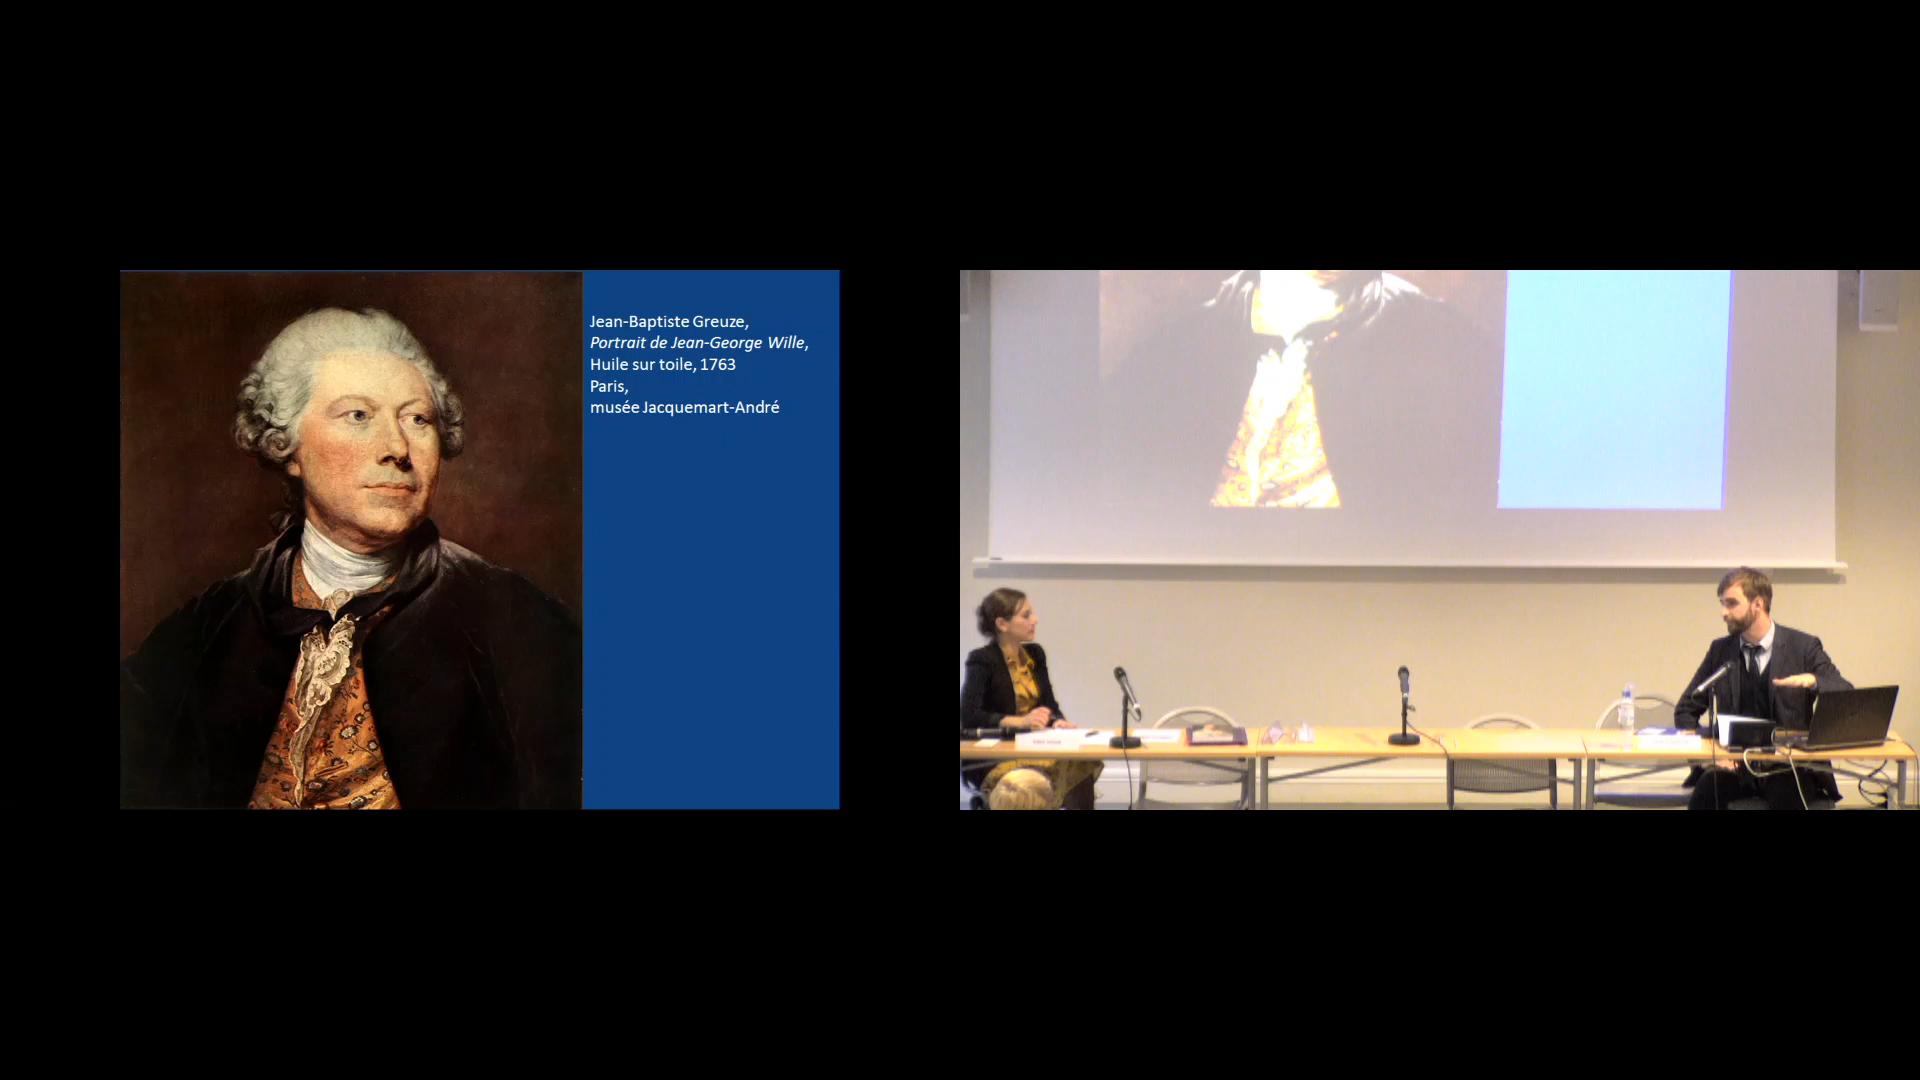 Jean-Baptiste Greuze,
Portrait de Jean-George Wille,
Huile sur toile, 1763
Paris,
musée Jacquemart-André